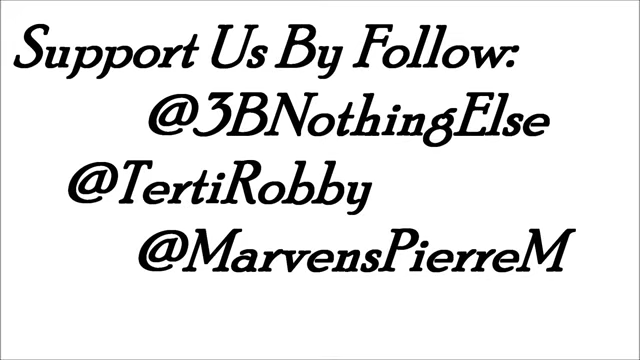 Support Us By Follow:
@3BNothingElse
@TertiRobby
@MarvensPierreM